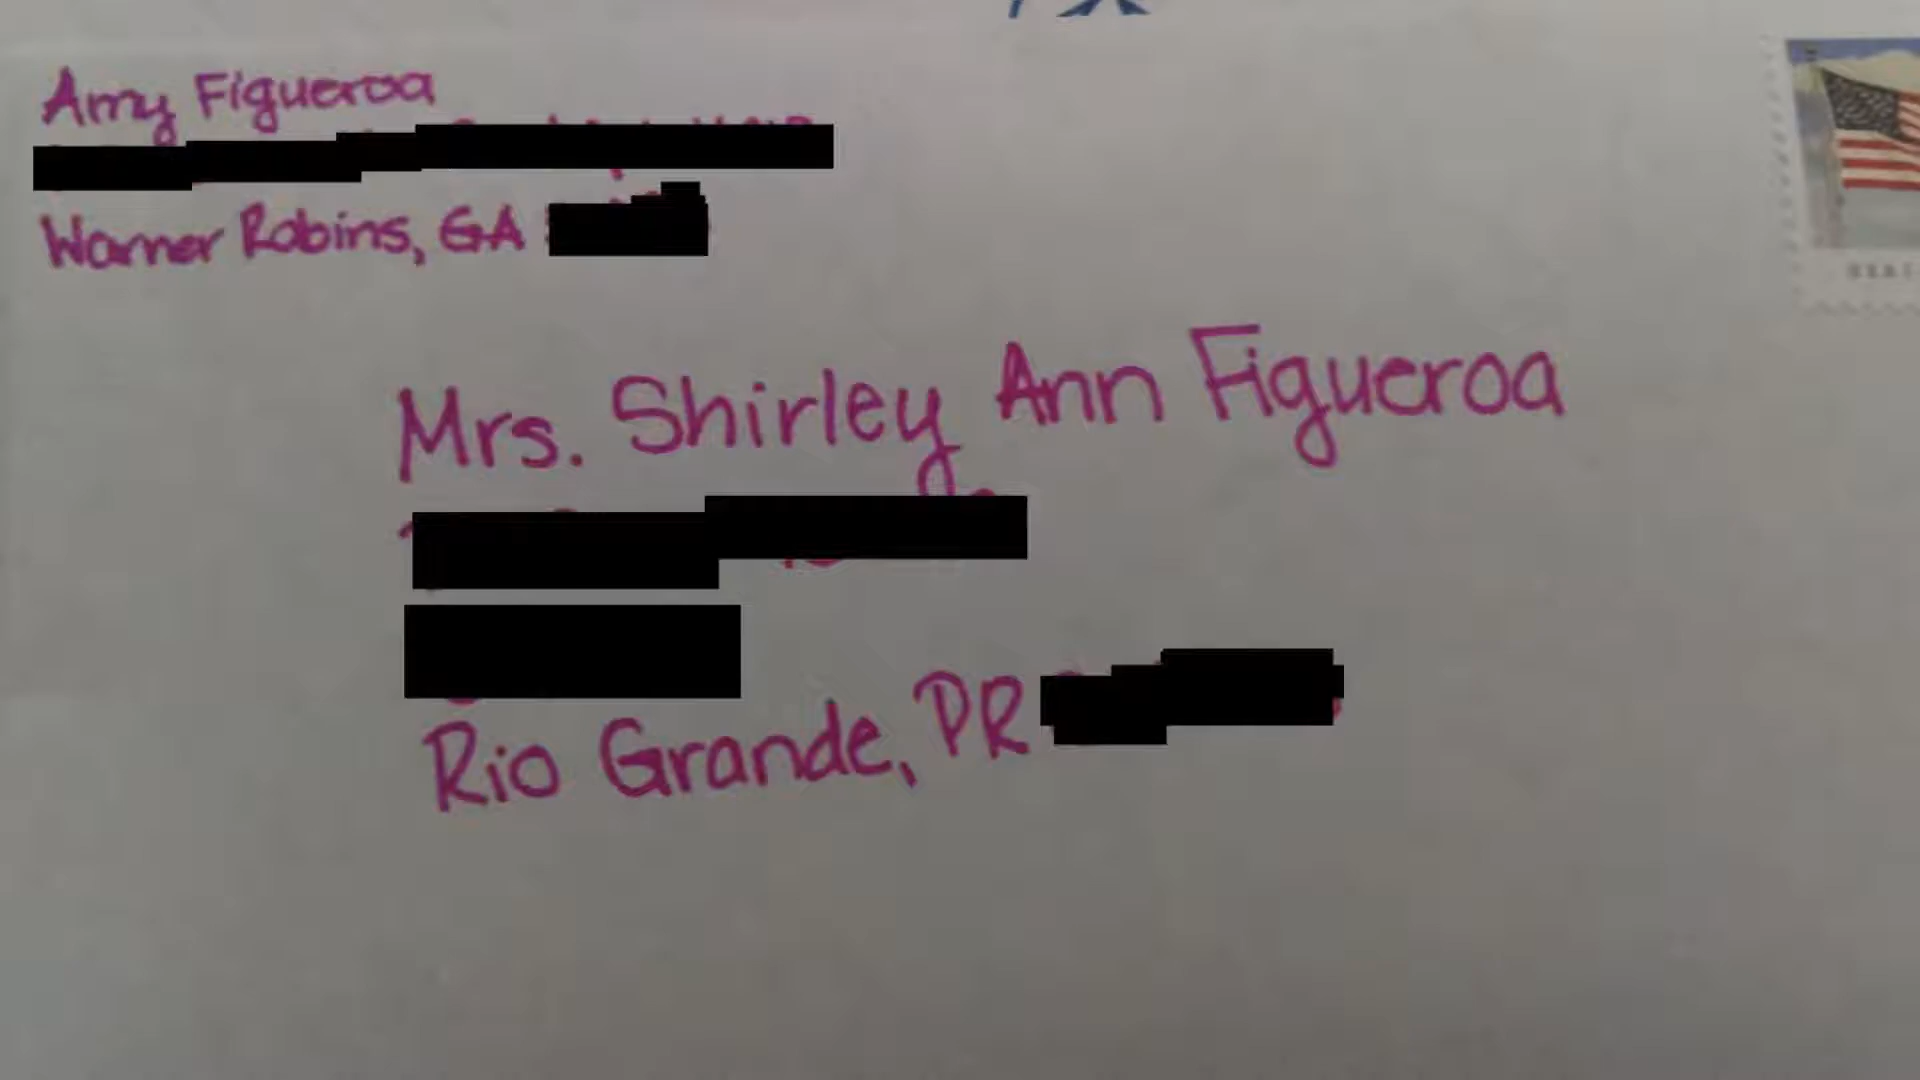 Amy Figueroa
Warner Robins, GA
Mrs. Shirley Ann Figueroa
Rio Grande, PR